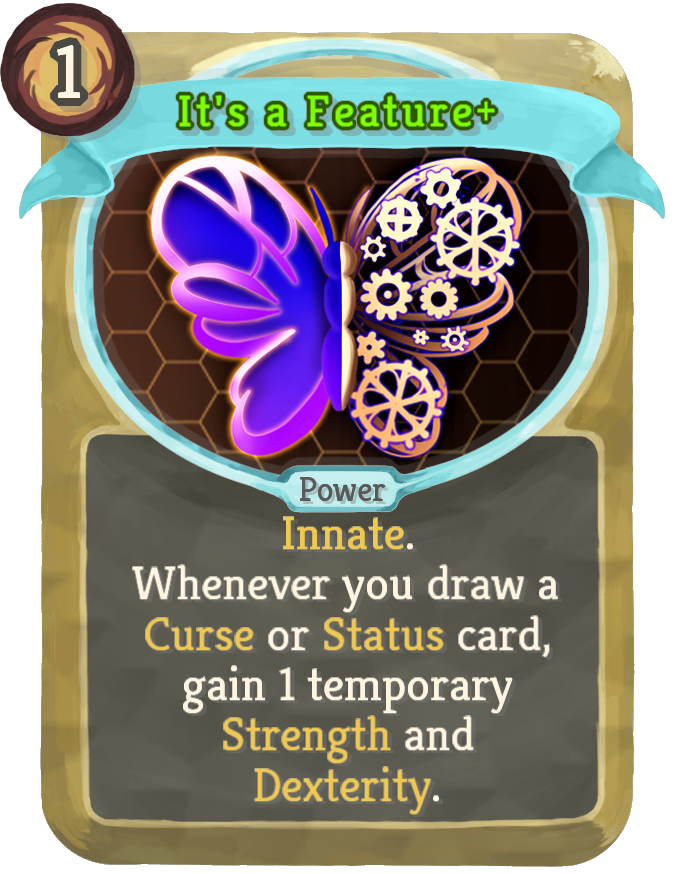 1
It's a Feature+
Power
Innate.
Whenever you draw a
Curse or Status card,
gain 1 temporary
Strength and
Dexterity.